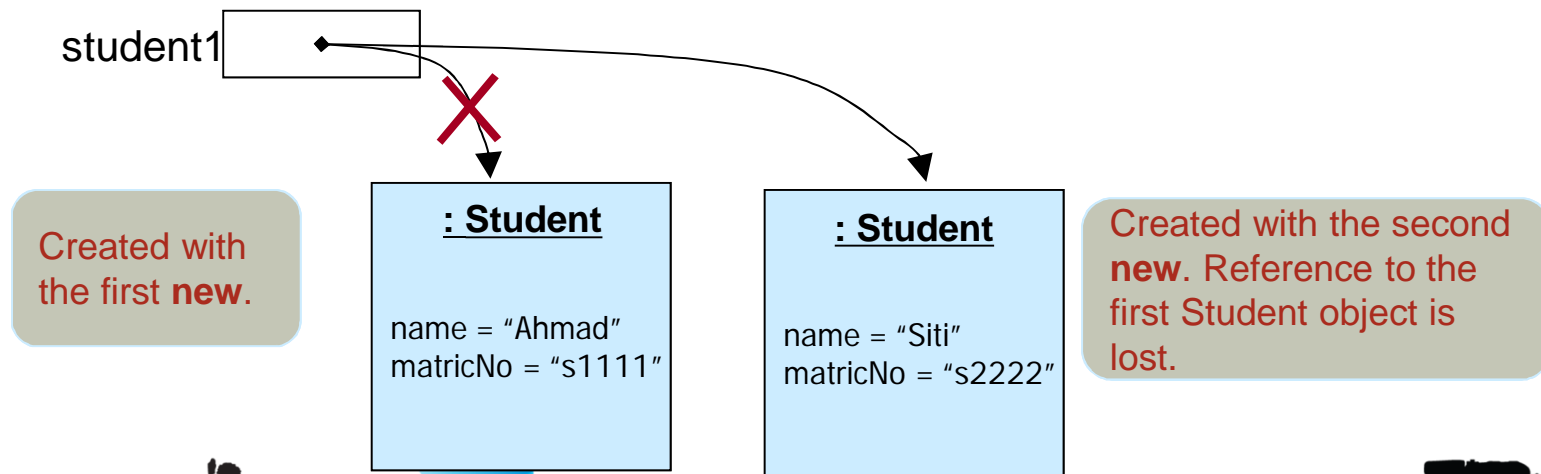 student1
Created with
the first new.
: Student
name = “Ahmad”
matricNo = “s1111”
: Student
name = “Siti”
matricNo = “s2222”
Created with the second
new. Reference to the
first Student object is
lost.